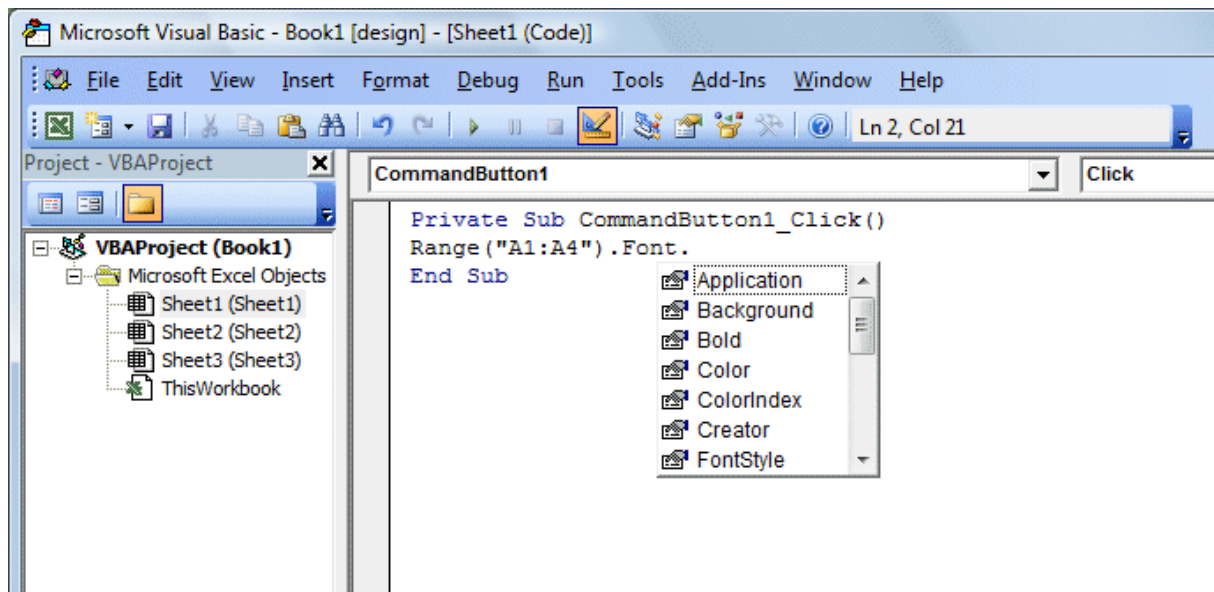 Microsoft Visual Basic - Book1 [design] - [Sheet1 (Code)]
File Edit View Insert Format Debug Run Tools Add-Ins Window Help
Ln 2, Col 21
Project - VBAProject
CommandButton1
Click
VBAProject (Book1)
Microsoft Excel Objects
Sheet1 (Sheet1)
Sheet2 (Sheet2)
Sheet3 (Sheet3)
ThisWorkbook
Private Sub CommandButton1_Click()
Range("A1:A4").Font.
End Sub
Application
Background
Bold
Color
ColorIndex
Creator
FontStyle